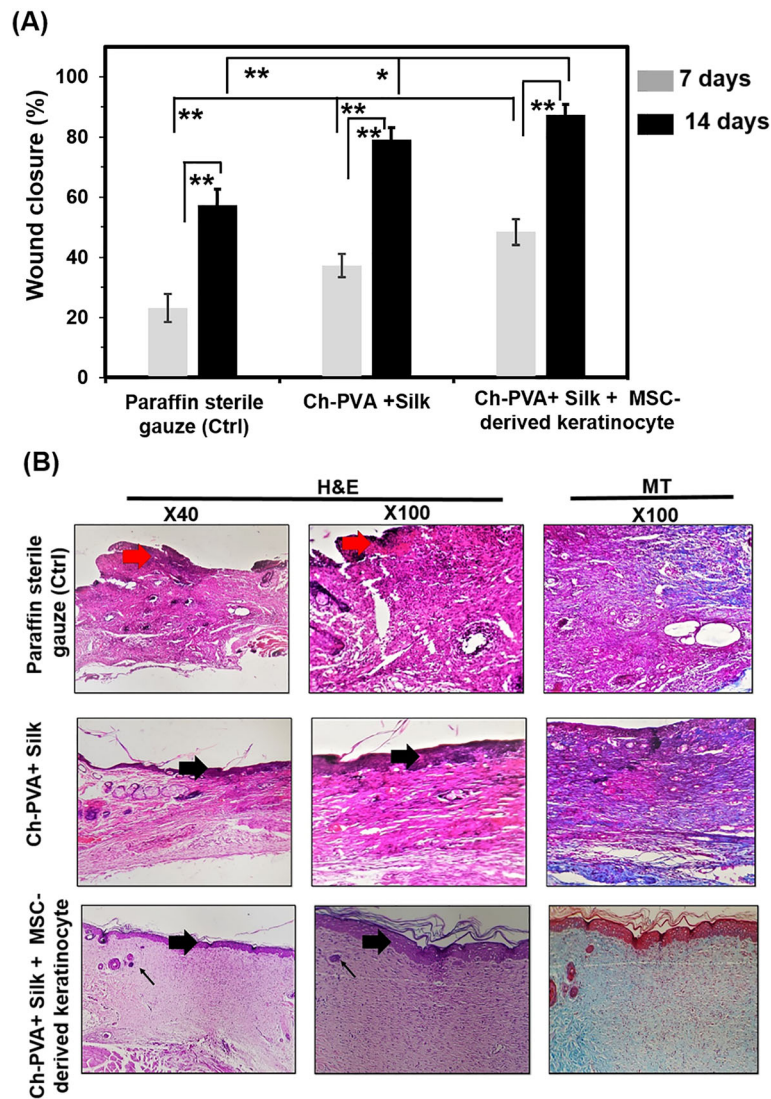 (A)
Wound closure (%)
100
80
60
40
20
0
** *
** ** ** **
**
7 days
14 days
Paraffin sterile
gauze (Ctrl)
Ch-PVA +Silk
Ch-PVA+ Silk + MSC-
derived keratinocyte
(B)
H&E
MT
X40
X100
X100
Paraffin sterile
gauze (Ctrl)
Ch-PVA+ Silk
Ch-PVA+ Silk + MSC-
derived keratinocyte